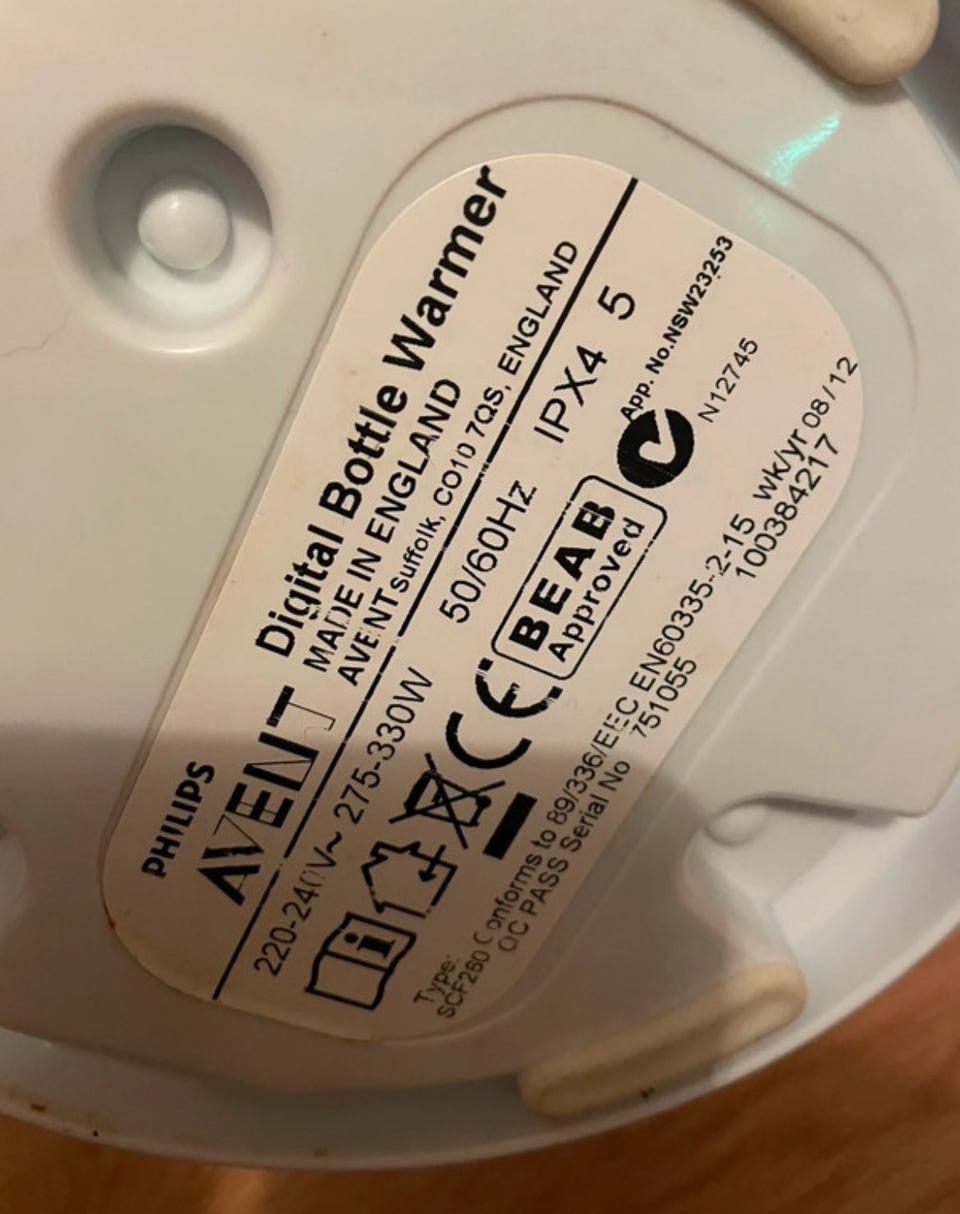 PHILIPS
AVENT
Digital Bottle Warmer
MADE IN ENGLAND
AVENT Suffolk, CO10 7QS, ENGLAND
220-240V~ 275-330W 50/60Hz IPX4 5
i
CE
BEAB
Approved
App. No.NSW23253
N12745
Type:
SCF260 Conforms to 89/336/EEC EN60335-2-15 wk/yr 08/12
QC PASS Serial No 751055 100384217